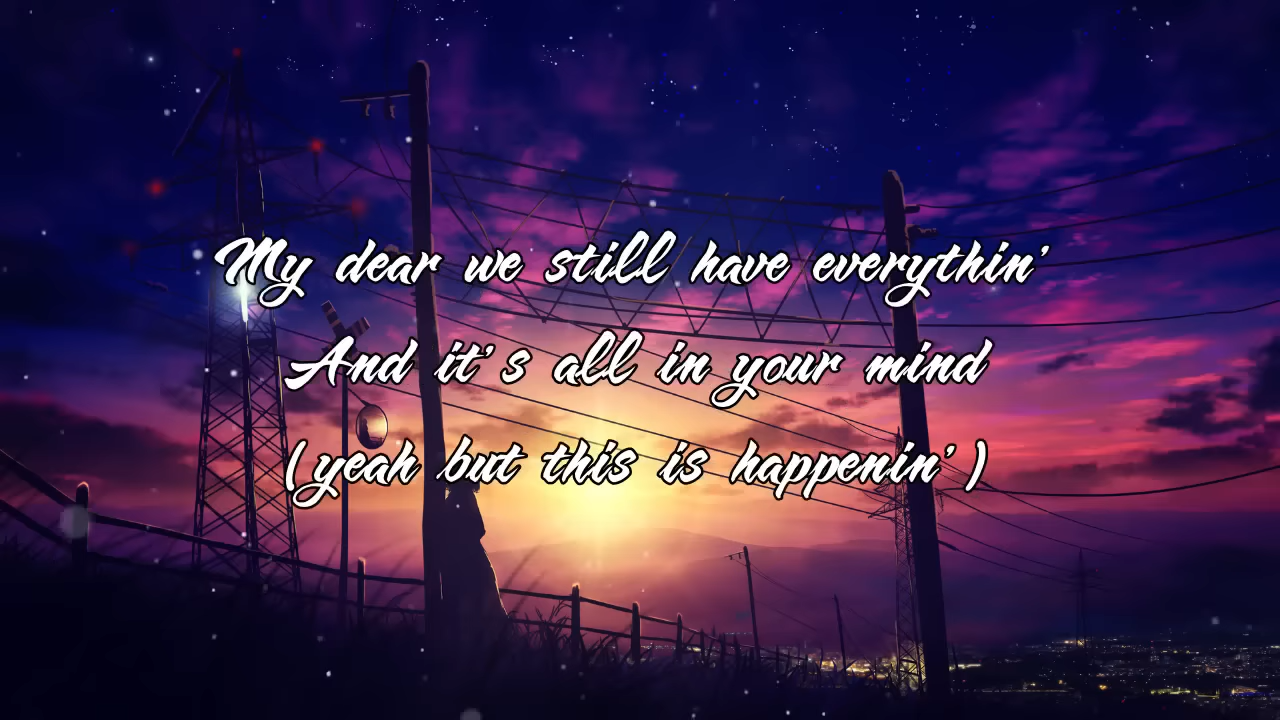 My dear we still have everythin'
And it's all in your mind
(yeah but this is happenin')